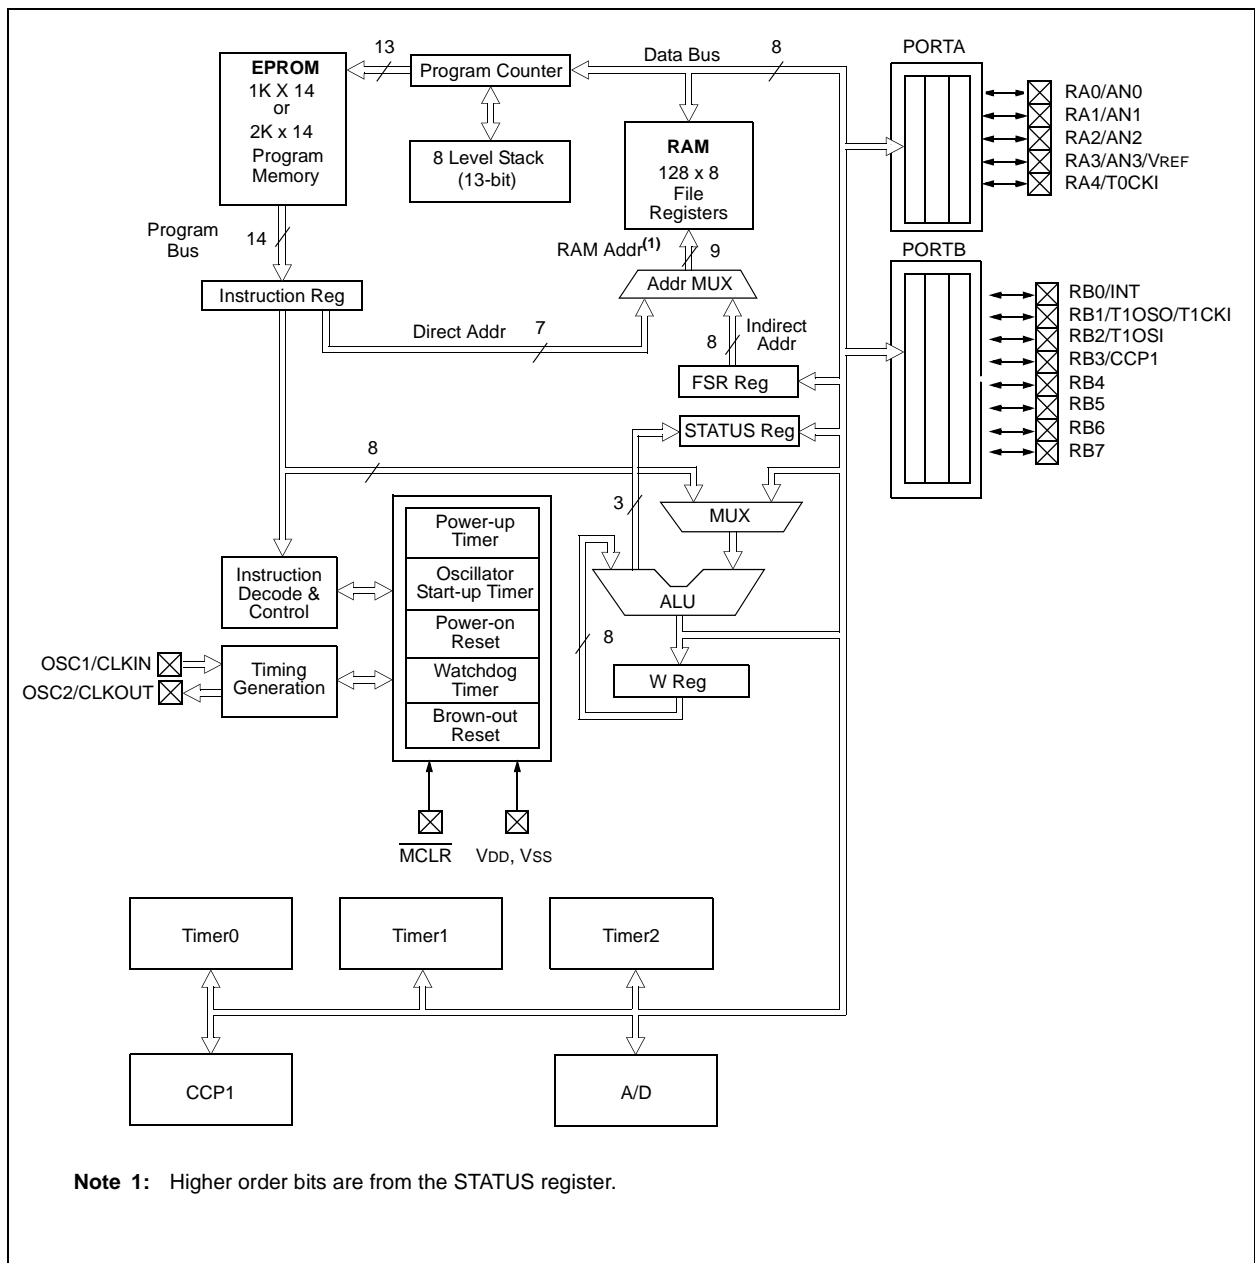 EPROM
1K X 14
or
2K x 14
Program
Memory
13
Program Counter
Data Bus
8
8 Level Stack
(13-bit)
RAM
128 x 8
File
Registers
PORTA
RA0/AN0
RA1/AN1
RA2/AN2
RA3/AN3/VREF
RA4/T0CKI
Program
Bus
14
RAM Addr(1)
9
PORTB
Instruction Reg
Addr MUX
RB0/INT
RB1/T1OSO/T1CKI
RB2/T1OSI
RB3/CCP1
RB4
RB5
RB6
RB7
Direct Addr
7
8
Indirect
Addr
FSR Reg
STATUS Reg
8
3
MUX
Power-up
Timer
Oscillator
Start-up Timer
Power-on
Reset
Watchdog
Timer
Brown-out
Reset
Instruction
Decode &
Control
ALU
8
W Reg
OSC1/CLKIN
OSC2/CLKOUT
Timing
Generation
MCLR
VDD, VSS
Timer0
Timer1
Timer2
CCP1
A/D
Note 1: Higher order bits are from the STATUS register.